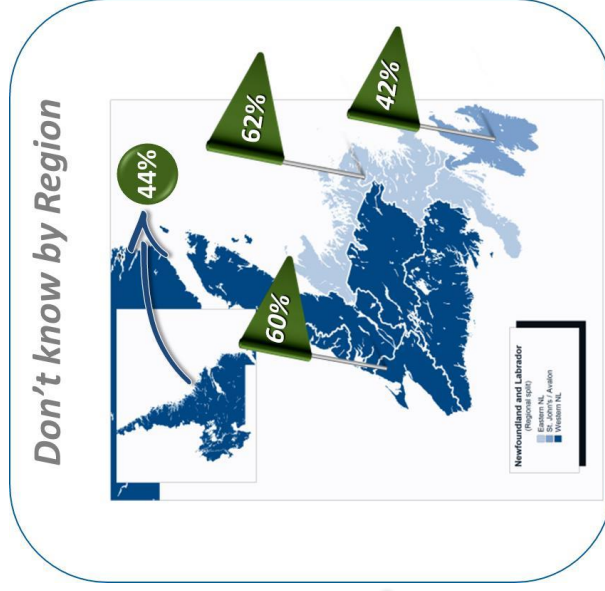 Don't know by Region
44%
62%
42%
60%
Newfoundland and Labrador
(Regional split)
Eastern NL
St. John's / Avalon
Western NL